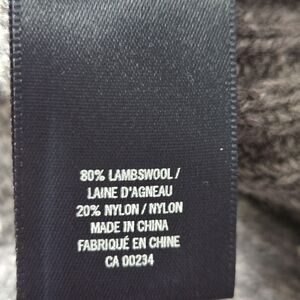 80% LAMBSWOOL /
LAINE D'AGNEAU
20% NYLON / NYLON
MADE IN CHINA
FABRIQUÉ EN CHINE
CA 00234